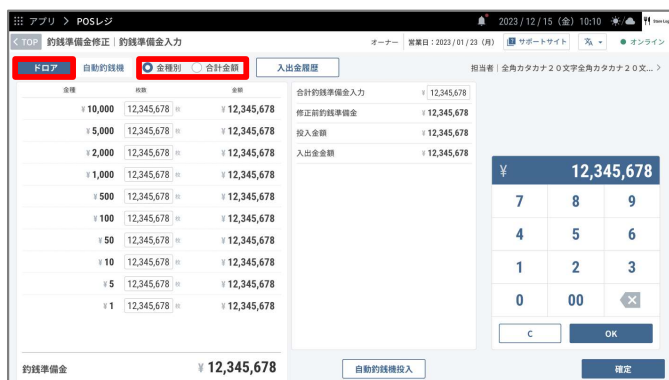 アプリ > POSレジ 2023 / 12 / 15 (金) 10:10
< TOP 釣銭準備金修正｜釣銭準備金入力 オーナー 営業日：2023 / 01 / 23 (月) サポートサイト オンライン
ドロア 自動釣銭機 金種別 合計金額 入出金履歴 担当者｜全角カタカナ２０文字全角カタカナ２０文... >
金種 枚数 金額 合計釣銭準備金入力 ¥ 12,345,678
¥ 10,000 12,345,678 枚 ¥ 12,345,678 修正前釣銭準備金 ¥ 12,345,678
¥ 5,000 12,345,678 枚 ¥ 12,345,678 投入金額 ¥ 12,345,678
¥ 2,000 12,345,678 枚 ¥ 12,345,678 入出金金額 ¥ 12,345,678
¥ 1,000 12,345,678 枚 ¥ 12,345,678 ¥ 12,345,678
¥ 500 12,345,678 枚 ¥ 12,345,678 7 8 9
¥ 100 12,345,678 枚 ¥ 12,345,678
¥ 50 12,345,678 枚 ¥ 12,345,678 4 5 6
¥ 10 12,345,678 枚 ¥ 12,345,678 1 2 3
¥ 5 12,345,678 枚 ¥ 12,345,678
¥ 1 12,345,678 枚 ¥ 12,345,678 0 00
C OK
釣銭準備金 ¥ 12,345,678 自動釣銭機投入 確定